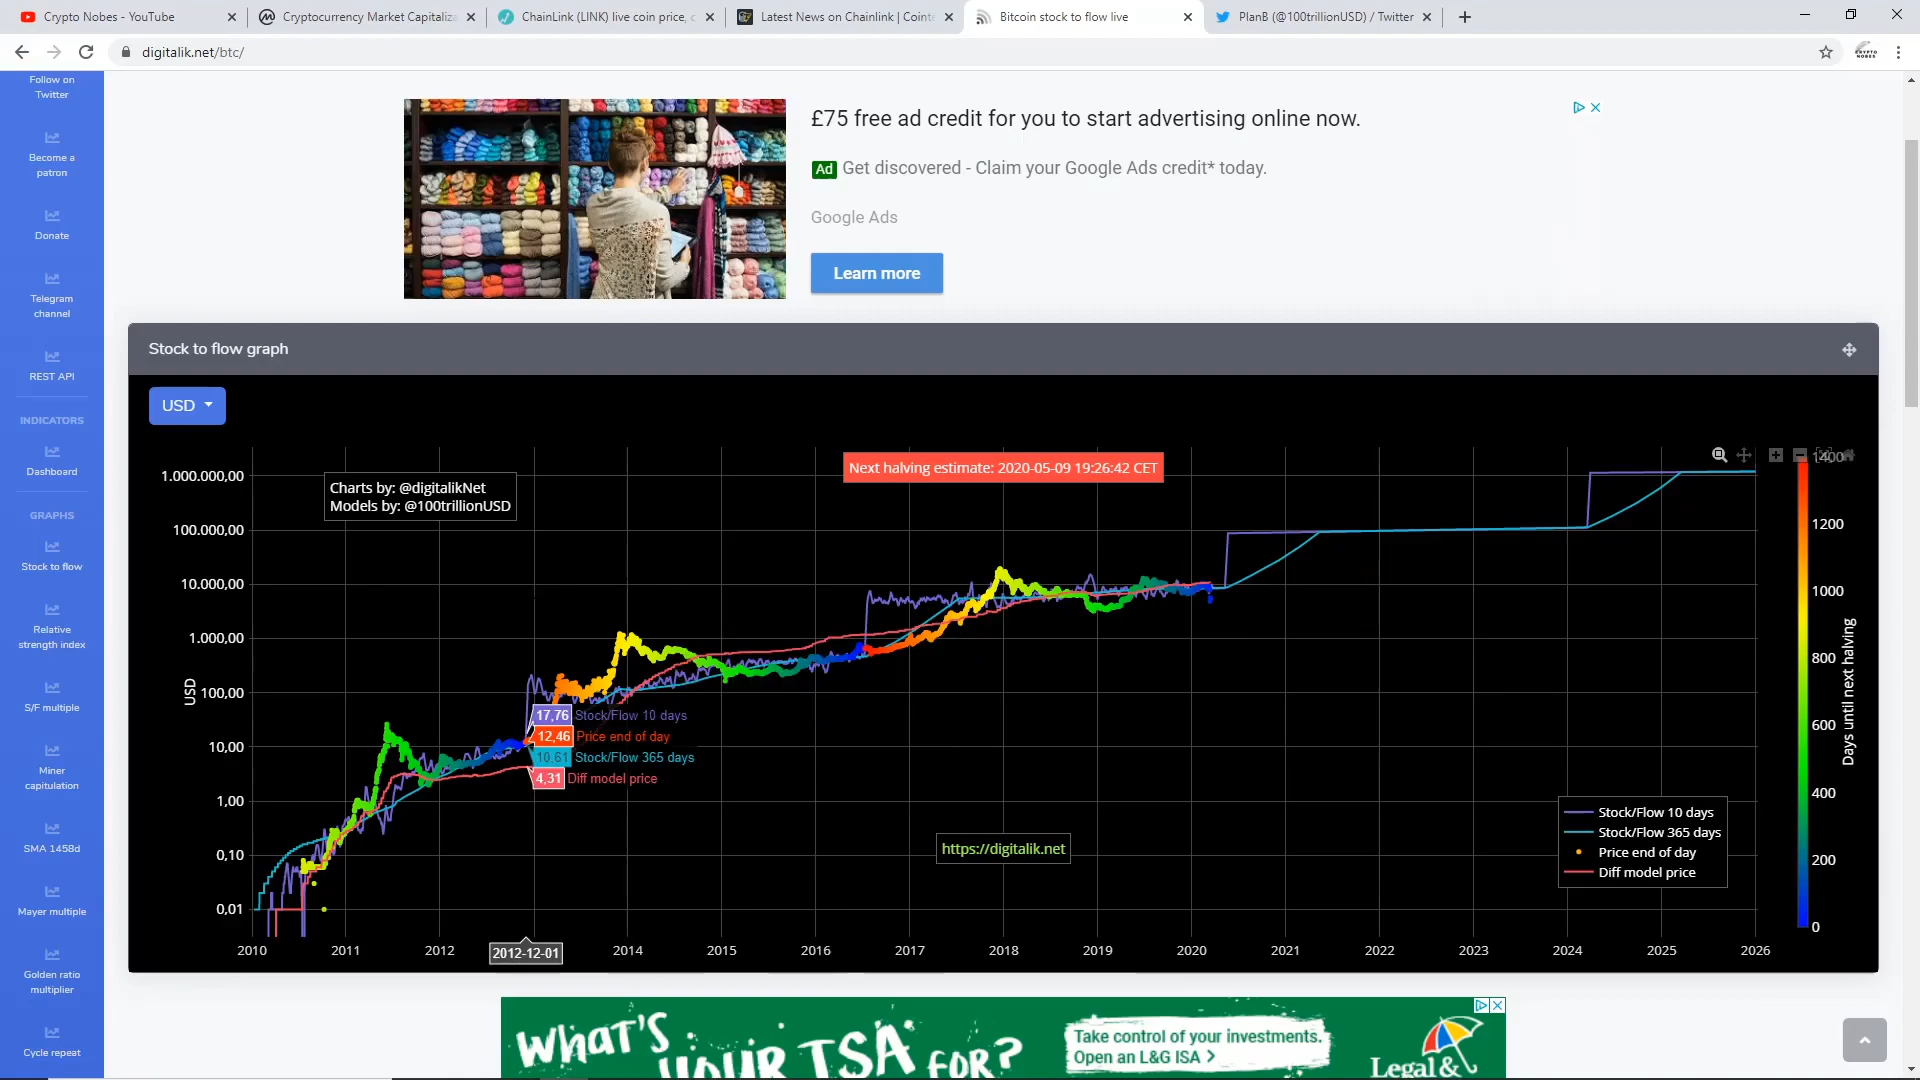 Crypto Nobes - YouTube
Cryptocurrency Market Capitaliza
ChainLink (LINK) live coin price, c
Latest News on Chainlink | Cointe
Bitcoin stock to flow live
PlanB (@100trillionUSD) / Twitter
digitalik.net/btc/
Follow on
Twitter
Become a
patron
Donate
Telegram
channel
REST API
INDICATORS
Dashboard
GRAPHS
Stock to flow
Relative
strength index
S/F multiple
Miner
capitulation
SMA 1458d
Mayer multiple
Golden ratio
multiplier
Cycle repeat
£75 free ad credit for you to start advertising online now.
Ad Get discovered - Claim your Google Ads credit* today.
Google Ads
Learn more
Stock to flow graph
USD
Charts by: @digitalikNet
Models by: @100trillionUSD
Next halving estimate: 2020-05-09 19:26:42 CET
1.000.000,00
100.000,00
10.000,00
1.000,00
100,00
10,00
1,00
0,10
0,01
USD
17,76 Stock/Flow 10 days
12,46 Price end of day
10,61 Stock/Flow 365 days
4,31 Diff model price
https://digitalik.net
Stock/Flow 10 days
Stock/Flow 365 days
Price end of day
Diff model price
1400
1200
1000
800
600
400
200
0
Days until next halving
2010
2011
2012
2012-12-01
2014
2015
2016
2017
2018
2019
2020
2021
2022
2023
2024
2025
2026
WHAT'S
YOUR ISA FOR?
Take control of your investments.
Open an L&G ISA >
Legal &